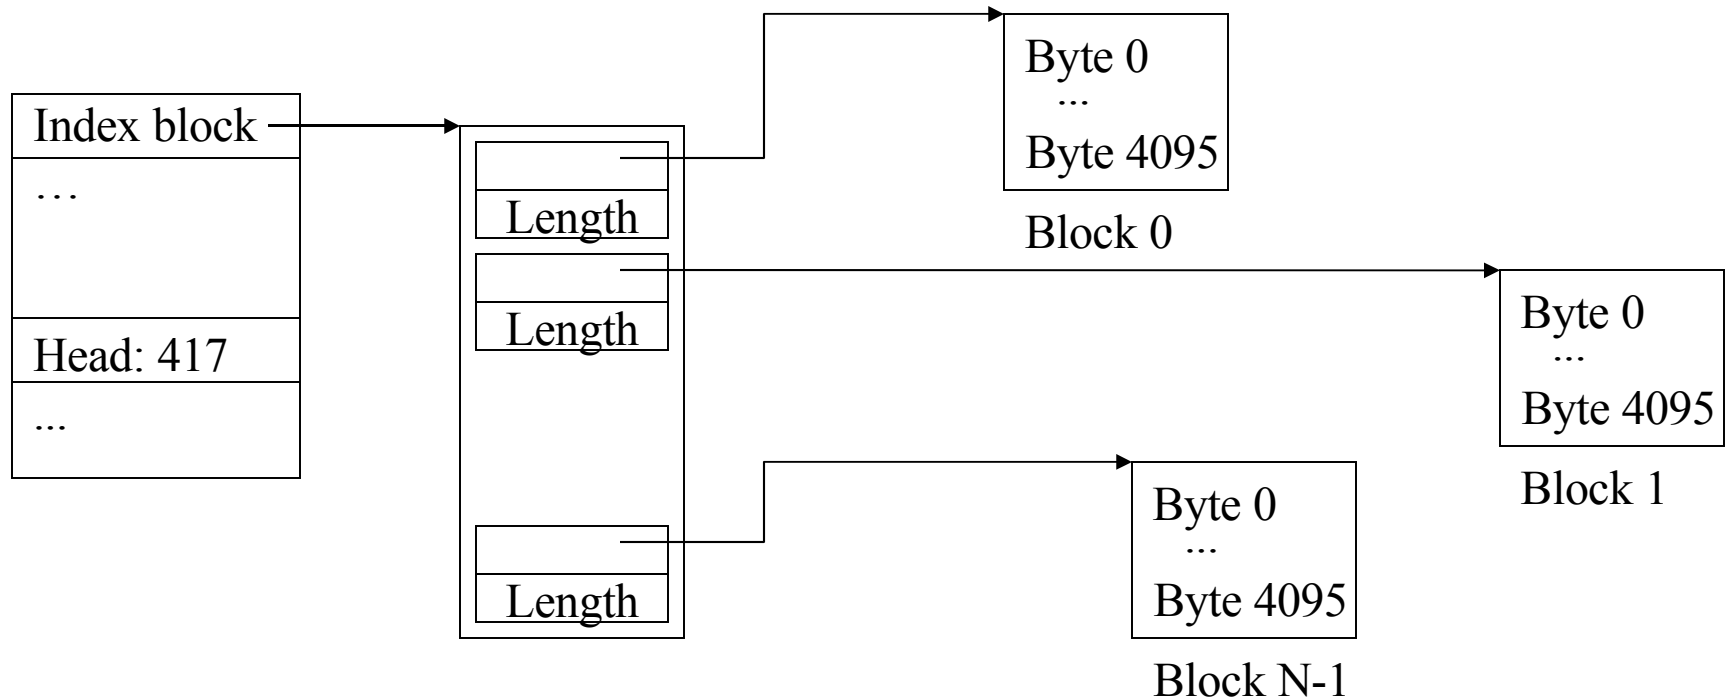 Index block
…
Head: 417
...
Length
Length
Length
Byte 0
...
Byte 4095
Block 0
Byte 0
...
Byte 4095
Block 1
Byte 0
...
Byte 4095
Block N-1